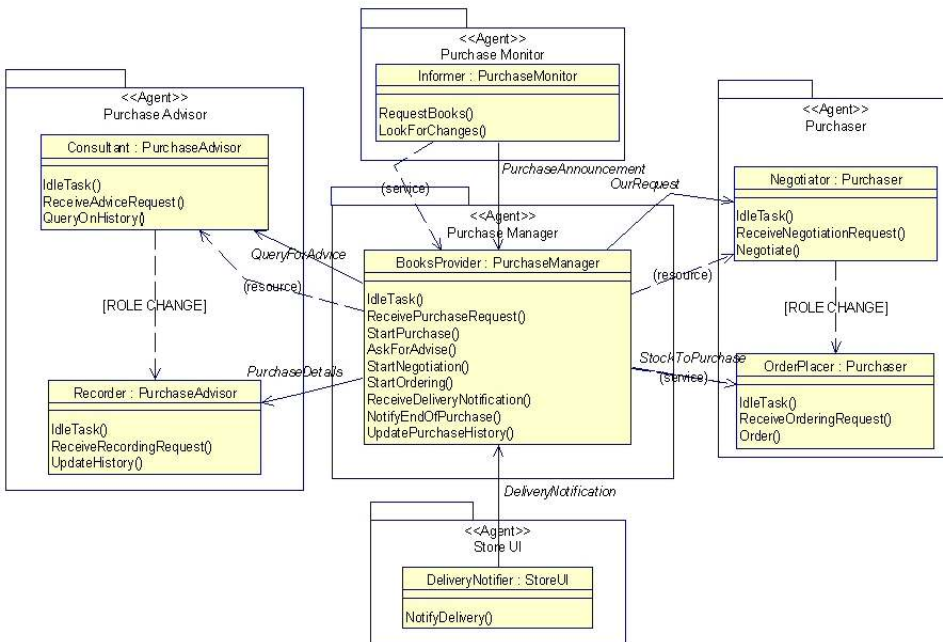 <<Agent>>
Purchase Monitor
Informer : PurchaseMonitor
RequestBooks()
LookForChanges()
<<Agent>>
Purchase Advisor
Consultant : PurchaseAdvisor
IdleTask()
ReceiveAdviceRequest()
QueryOnHistory()
[ROLE CHANGE]
Recorder : PurchaseAdvisor
IdleTask()
ReceiveRecordingRequest()
UpdateHistory()
(service)
PurchaseAnnouncement
OurRequest
QueryForAdvice
(resource)
PurchaseDetails
<<Agent>>
Purchase Manager
BooksProvider : PurchaseManager
IdleTask()
ReceivePurchaseRequest()
StartPurchase()
AskForAdvise()
StartNegotiation()
StartOrdering()
ReceiveDeliveryNotification()
NotifyEndOfPurchase()
UpdatePurchaseHistory()
(resource)
StockToPurchase
(service)
<<Agent>>
Purchaser
Negotiator : Purchaser
IdleTask()
ReceiveNegotiationRequest()
Negotiate()
[ROLE CHANGE]
OrderPlacer : Purchaser
IdleTask()
ReceiveOrderingRequest()
Order()
DeliveryNotification
<<Agent>>
Store UI
DeliveryNotifier : StoreUI
NotifyDelivery()